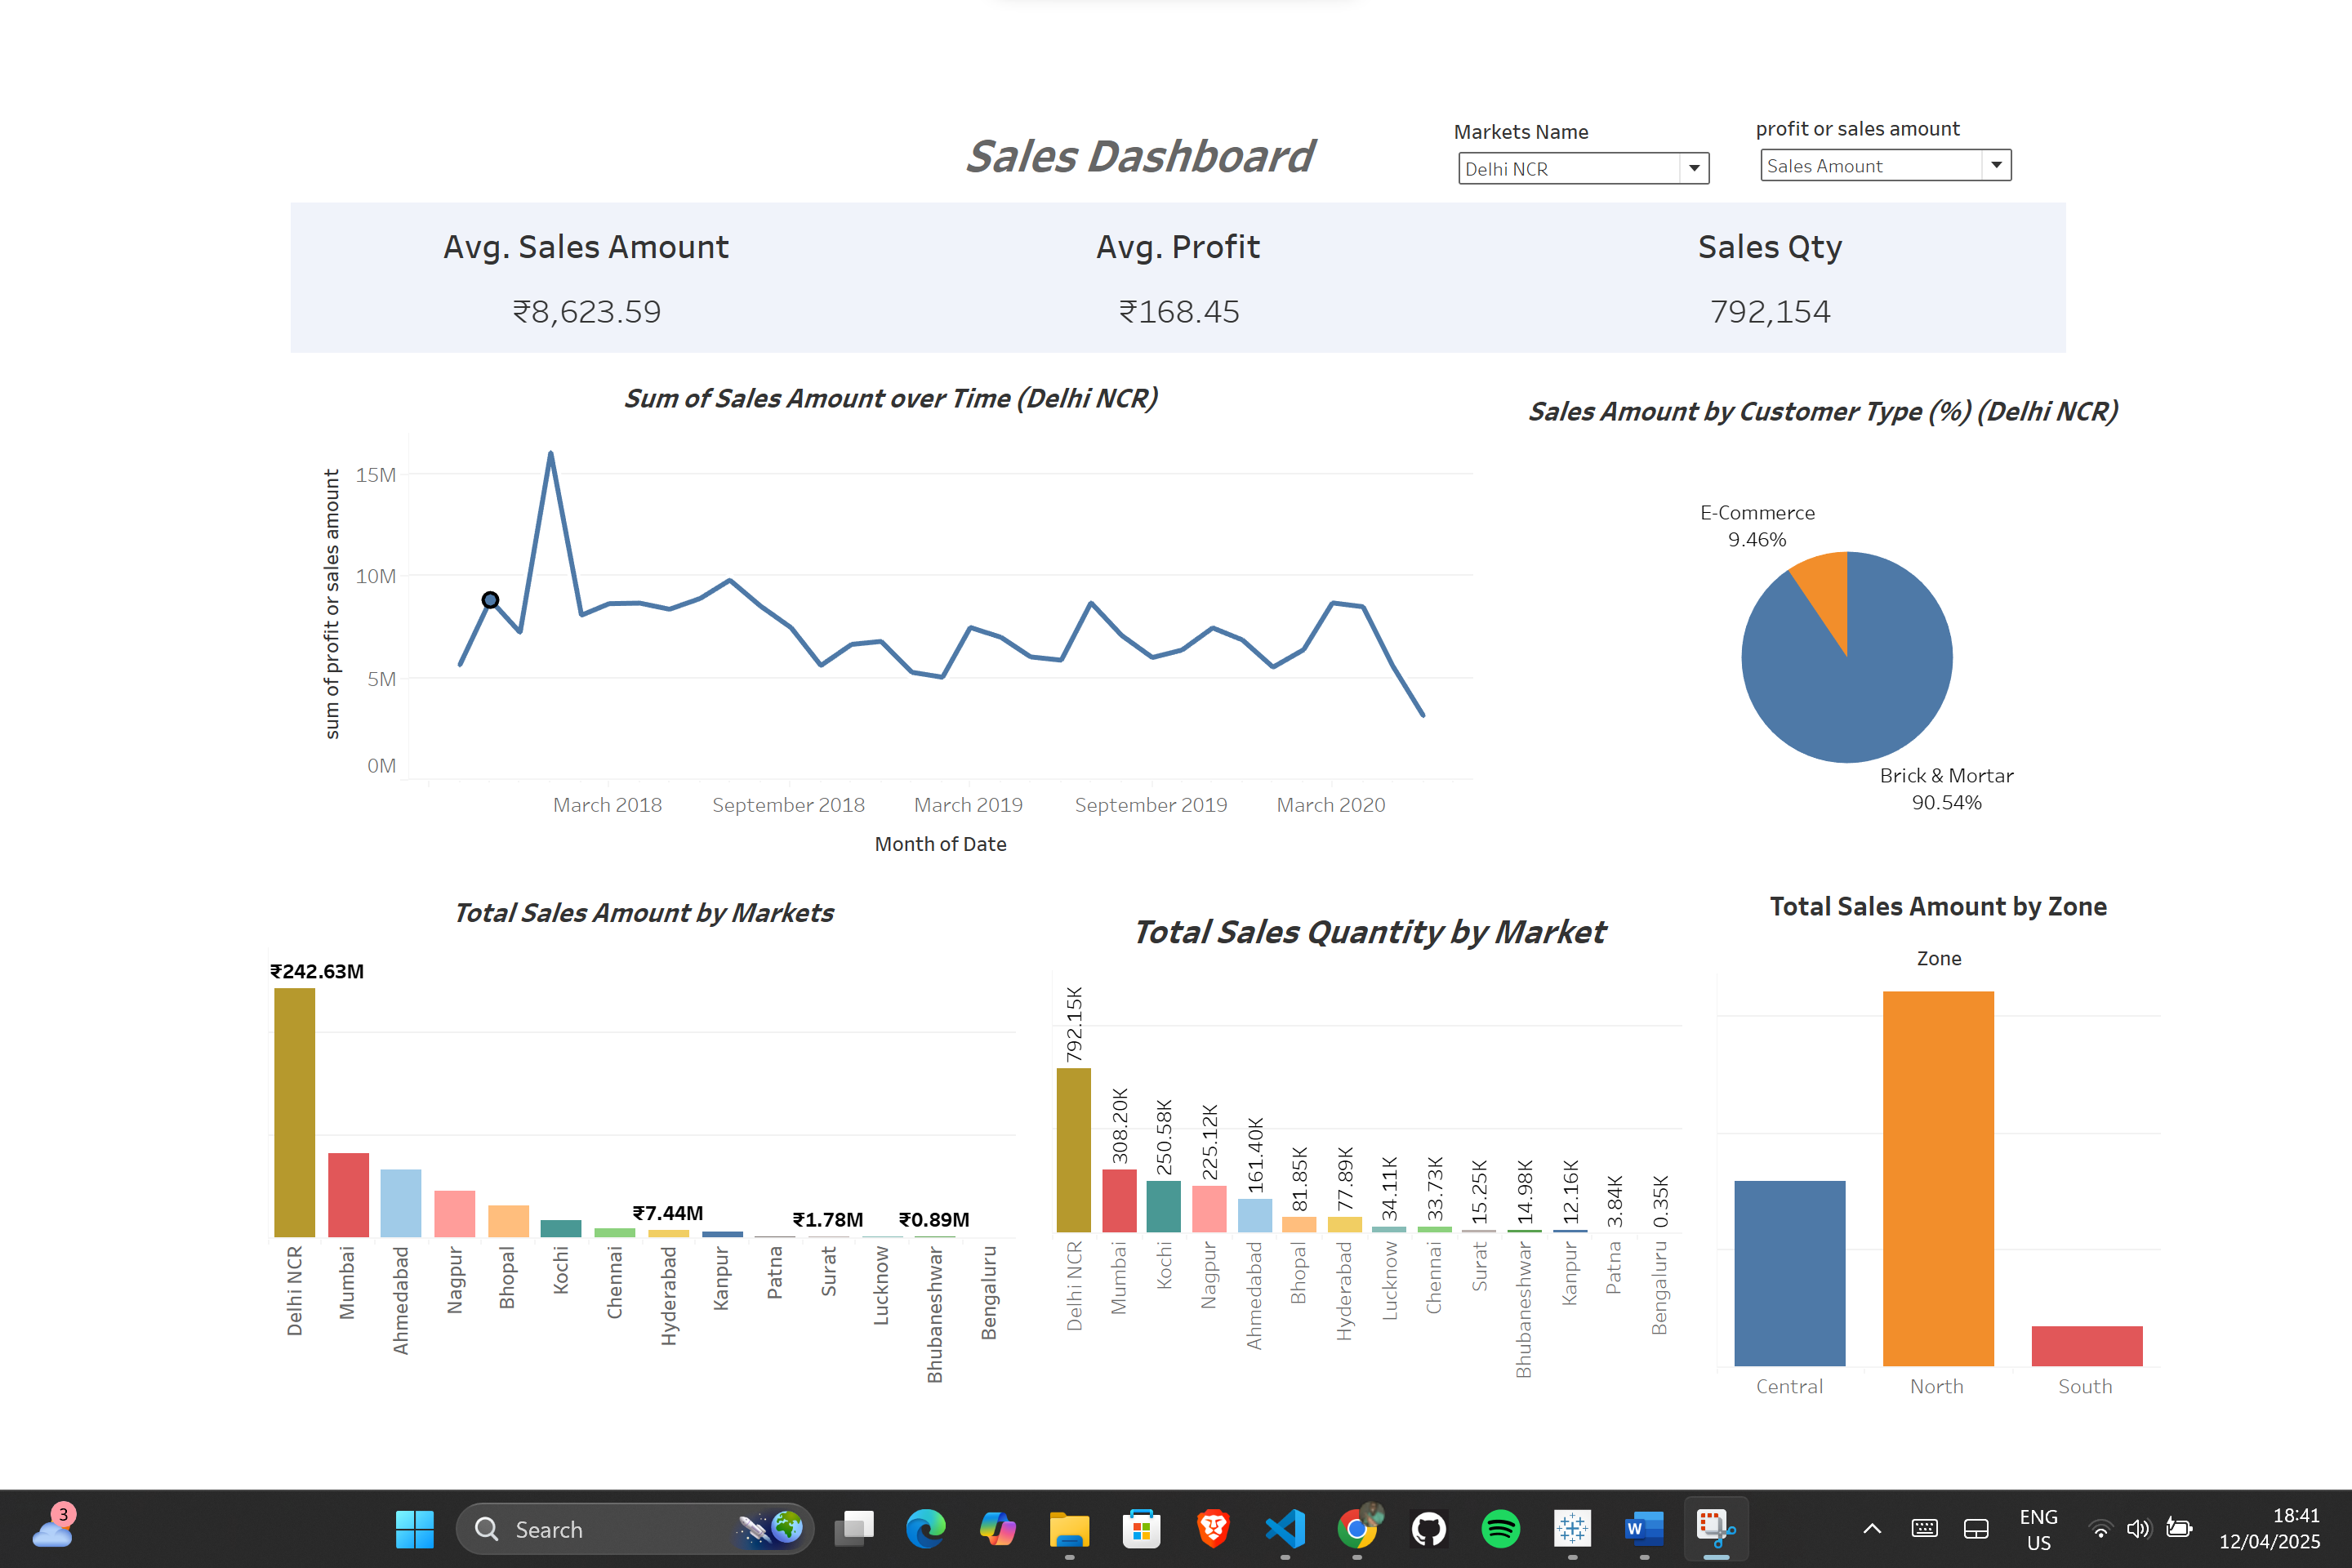 Sales Dashboard
Markets Name
Delhi NCR
profit or sales amount
Sales Amount
Avg. Sales Amount
₹8,623.59
Avg. Profit
₹168.45
Sales Qty
792,154
Sum of Sales Amount over Time (Delhi NCR)
sum of profit or sales amount
15M
10M
5M
0M
March 2018
September 2018
March 2019
September 2019
March 2020
Month of Date
Sales Amount by Customer Type (%) (Delhi NCR)
E-Commerce
9.46%
Brick & Mortar
90.54%
Total Sales Amount by Markets
₹242.63M
₹7.44M
₹1.78M
₹0.89M
Delhi NCR
Mumbai
Ahmedabad
Nagpur
Bhopal
Kochi
Chennai
Hyderabad
Kanpur
Patna
Surat
Lucknow
Bhubaneshwar
Bengaluru
Total Sales Quantity by Market
792.15K
308.20K
250.58K
225.12K
161.40K
81.85K
77.89K
34.11K
33.73K
15.25K
14.98K
12.16K
3.84K
0.35K
Delhi NCR
Mumbai
Kochi
Nagpur
Ahmedabad
Bhopal
Hyderabad
Lucknow
Chennai
Surat
Bhubaneshwar
Kanpur
Patna
Bengaluru
Total Sales Amount by Zone
Zone
Central
North
South
3
Search
W
ENG
US
18:41
12/04/2025